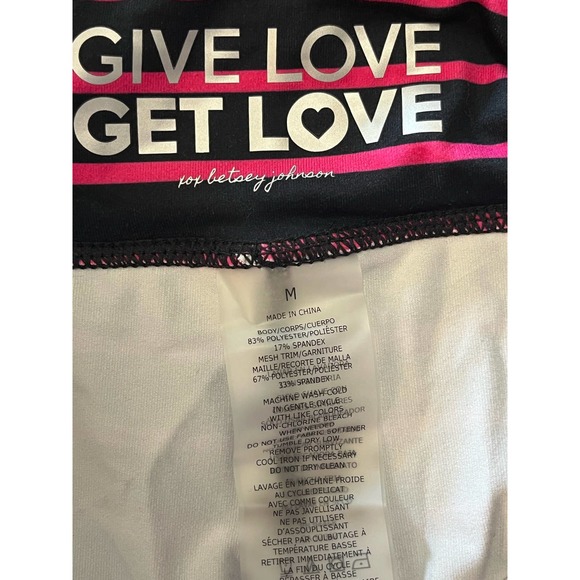 GIVE LOVE
GET LOVE
xox betsey johnson
M
MADE IN CHINA
BODY/CORPS/CUERPO
83% POLYESTER/POLIÉSTER
17% SPANDEX
MESH TRIM/GARNITURE
MAILLE/RECORTE DE MALLA
67% POLYESTER/POLIÉSTER
33% SPANDEX
MACHINE WASH COLD
IN GENTLE CYCLE
WITH LIKE COLORS
NON-CHLORINE BLEACH
WHEN NEEDED
DO NOT USE FABRIC SOFTENER
TUMBLE DRY LOW
REMOVE PROMPTLY
COOL IRON IF NECESSARY
DO NOT DRY CLEAN
LAVAGE EN MACHINE FROIDE
AU CYCLE DELICAT
AVEC COMME COULEUR
NE PAS JAVELLISANT
NE PAS UTILISER
D'ASSOUPLISSANT
SÉCHER PAR CULBUTAGE À
TEMPÉRATURE BASSE
RETIRER IMMÉDIATEMENT À
LA FIN DU CYCLE